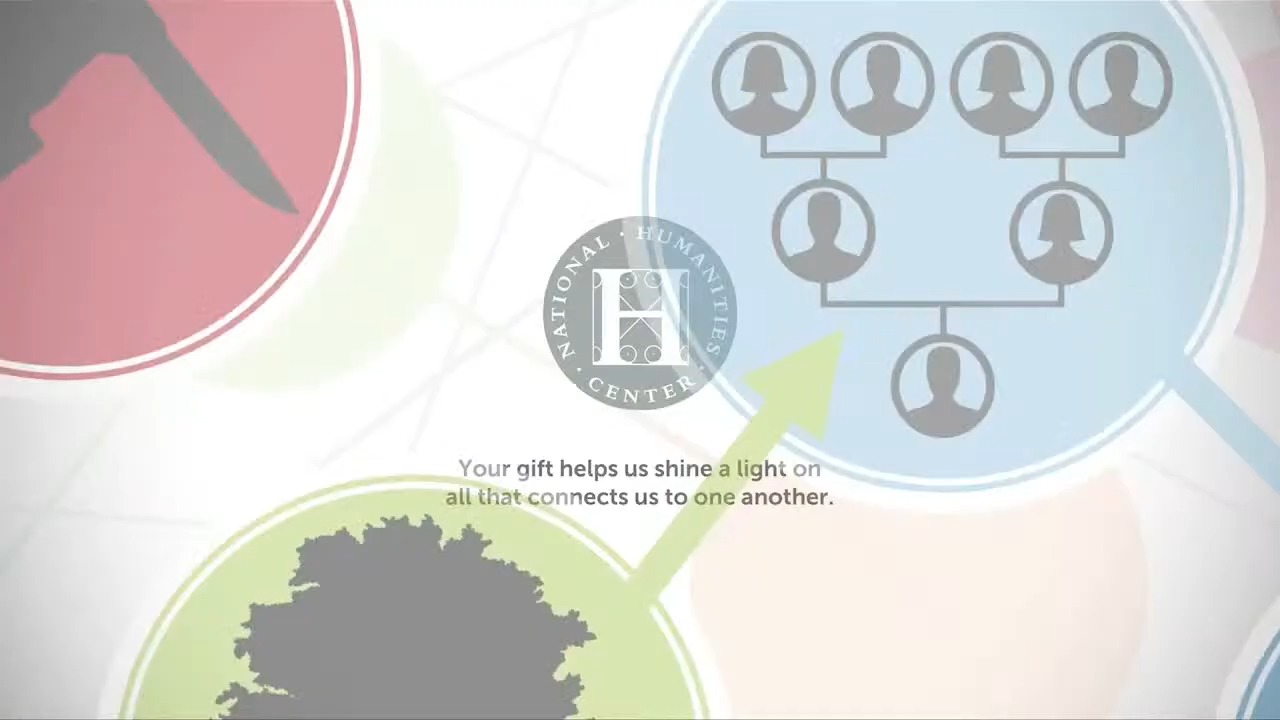 NATIONAL · HUMANITIES · CENTER ·
H
Your gift helps us shine a light on
all that connects us to one another.